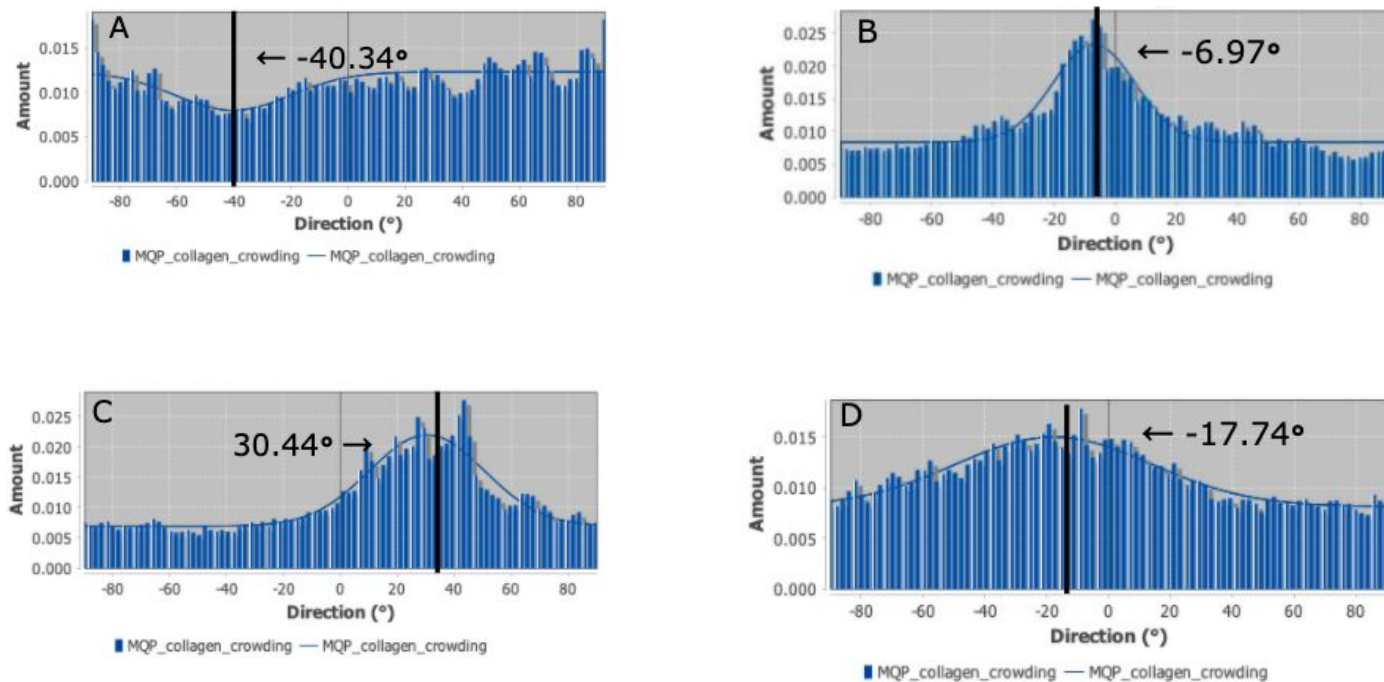 A
← -40.34°
0.015
0.010
0.005
0.000
Amount
-80 -60 -40 -20 0 20 40 60 80
Direction (°)
MQP_collagen_crowding MQP_collagen_crowding
B
← -6.97°
0.025
0.020
0.015
0.010
0.005
0.000
Amount
-80 -60 -40 -20 0 20 40 60 80
Direction (°)
MQP_collagen_crowding MQP_collagen_crowding
C
30.44° →
0.025
0.020
0.015
0.010
0.005
0.000
Amount
-80 -60 -40 -20 0 20 40 60 80
Direction (°)
MQP_collagen_crowding MQP_collagen_crowding
D
← -17.74°
0.015
0.010
0.005
0.000
Amount
-80 -60 -40 -20 0 20 40 60 80
Direction (°)
MQP_collagen_crowding MQP_collagen_crowding